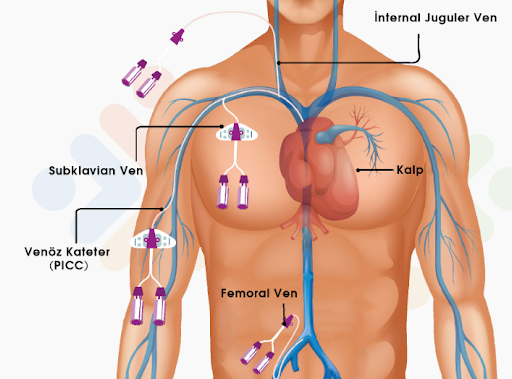 İnternal Juguler Ven
Subklavian Ven
Kalp
Venöz Kateter
(PICC)
Femoral Ven